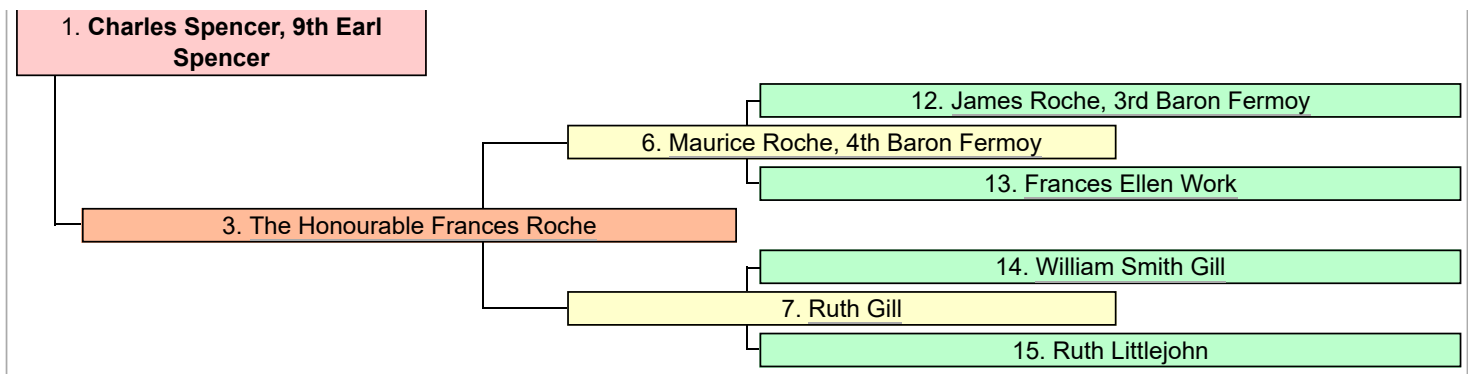 1. Charles Spencer, 9th Earl
Spencer
12. James Roche, 3rd Baron Fermoy
6. Maurice Roche, 4th Baron Fermoy
13. Frances Ellen Work
3. The Honourable Frances Roche
14. William Smith Gill
7. Ruth Gill
15. Ruth Littlejohn